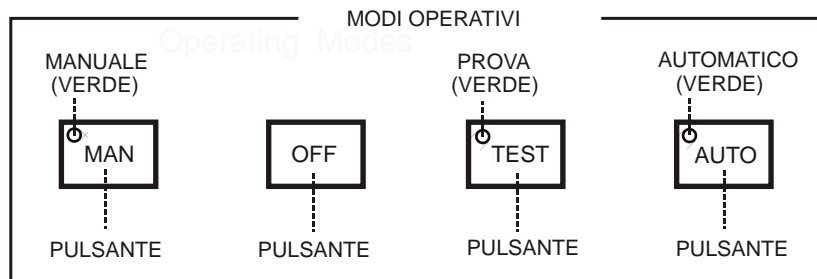 MODI OPERATIVI
Operating Modes
MANUALE
(VERDE)
PROVA
(VERDE)
AUTOMATICO
(VERDE)
MAN
OFF
TEST
AUTO
PULSANTE
PULSANTE
PULSANTE
PULSANTE